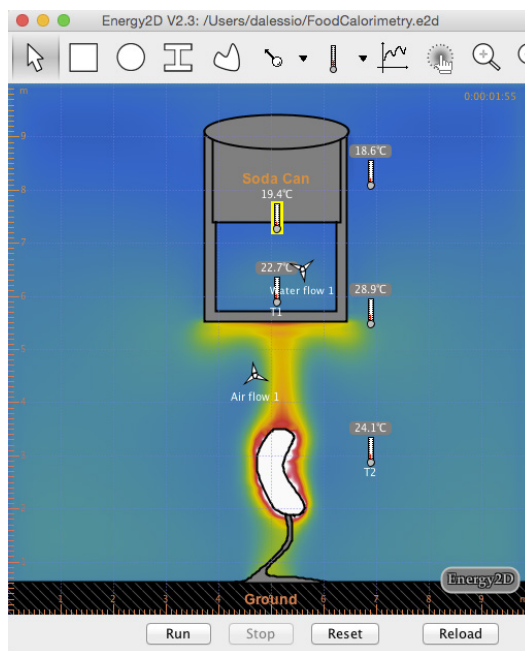 Energy2D V2.3: /Users/dalessio/FoodCalorimetry.e2d
m
0:00:01:55
9
18.6°C
8
Soda Can
19.4°C
7
22.7°C
Water flow 1
28.9°C
6
T1
5
Air flow 1
4
24.1°C
3
T2
2
1
Energy2D
Ground
1 2 3 4 5 6 7 8 9 m
Run Stop Reset Reload